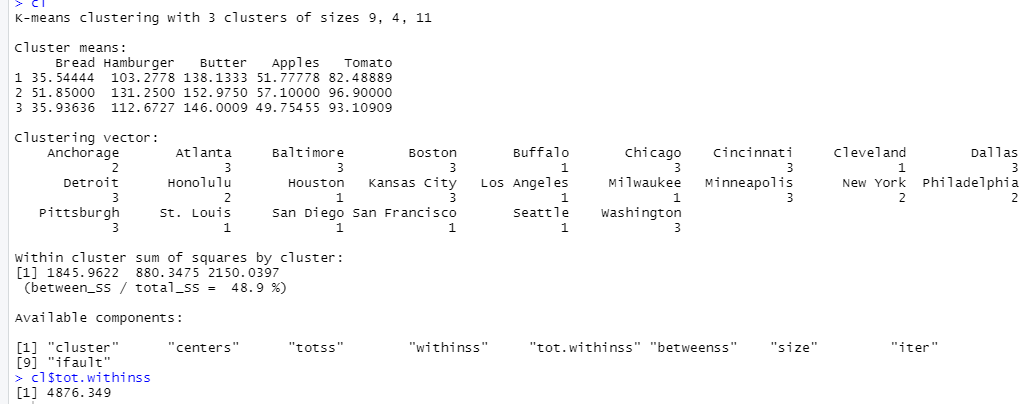 > cl
K-means clustering with 3 clusters of sizes 9, 4, 11
Cluster means:
Bread Hamburger Butter Apples Tomato
1 35.54444 103.2778 138.1333 51.77778 82.48889
2 51.85000 131.2500 152.9750 57.10000 96.90000
3 35.93636 112.6727 146.0009 49.75455 93.10909
Clustering vector:
Anchorage Atlanta Baltimore Boston Buffalo Chicago Cincinnati Cleveland Dallas
2 3 3 3 1 3 3 1 3
Detroit Honolulu Houston Kansas City Los Angeles Milwaukee Minneapolis New York Philadelphia
3 2 1 3 1 1 3 2 2
Pittsburgh St. Louis San Diego San Francisco Seattle Washington
3 1 1 1 1 3
Within cluster sum of squares by cluster:
[1] 1845.9622 880.3475 2150.0397
(between_SS / total_SS = 48.9 %)
Available components:
[1] "cluster" "centers" "totss" "withinss" "tot.withinss" "betweenss" "size" "iter"
[9] "ifault"
> cl$tot.withinss
[1] 4876.349